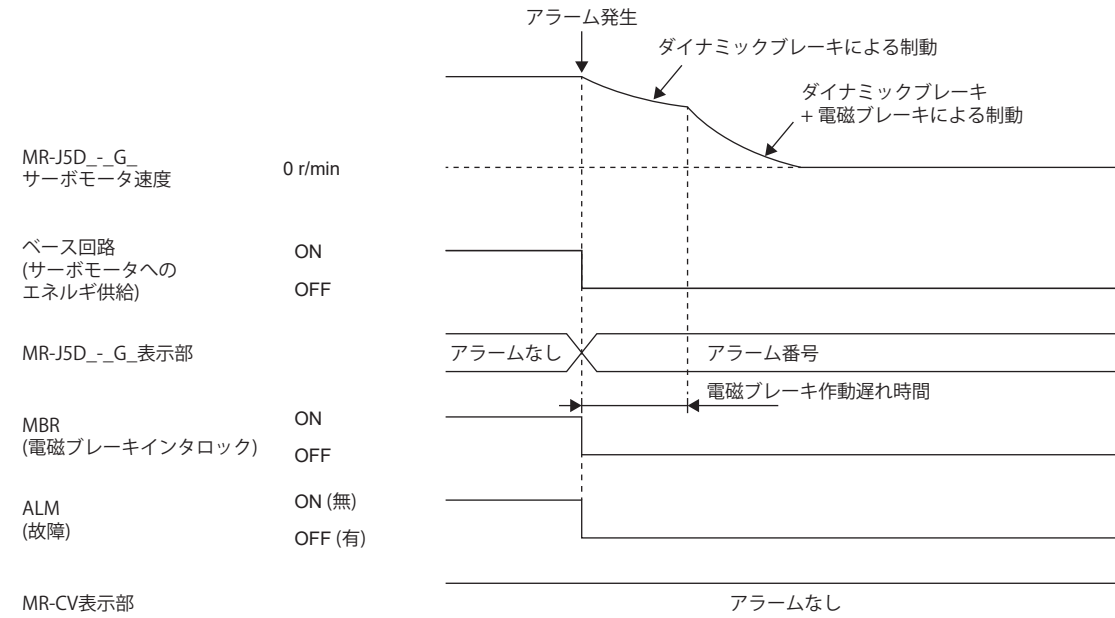 アラーム発生
ダイナミックブレーキによる制動
ダイナミックブレーキ
+ 電磁ブレーキによる制動
MR-J5D_-_G_
サーボモータ速度
0 r/min
ベース回路
(サーボモータへの
エネルギ供給)
ON
OFF
MR-J5D_-_G_表示部
アラームなし
アラーム番号
電磁ブレーキ作動遅れ時間
MBR
(電磁ブレーキインタロック)
ON
OFF
ALM
(故障)
ON (無)
OFF (有)
MR-CV表示部
アラームなし